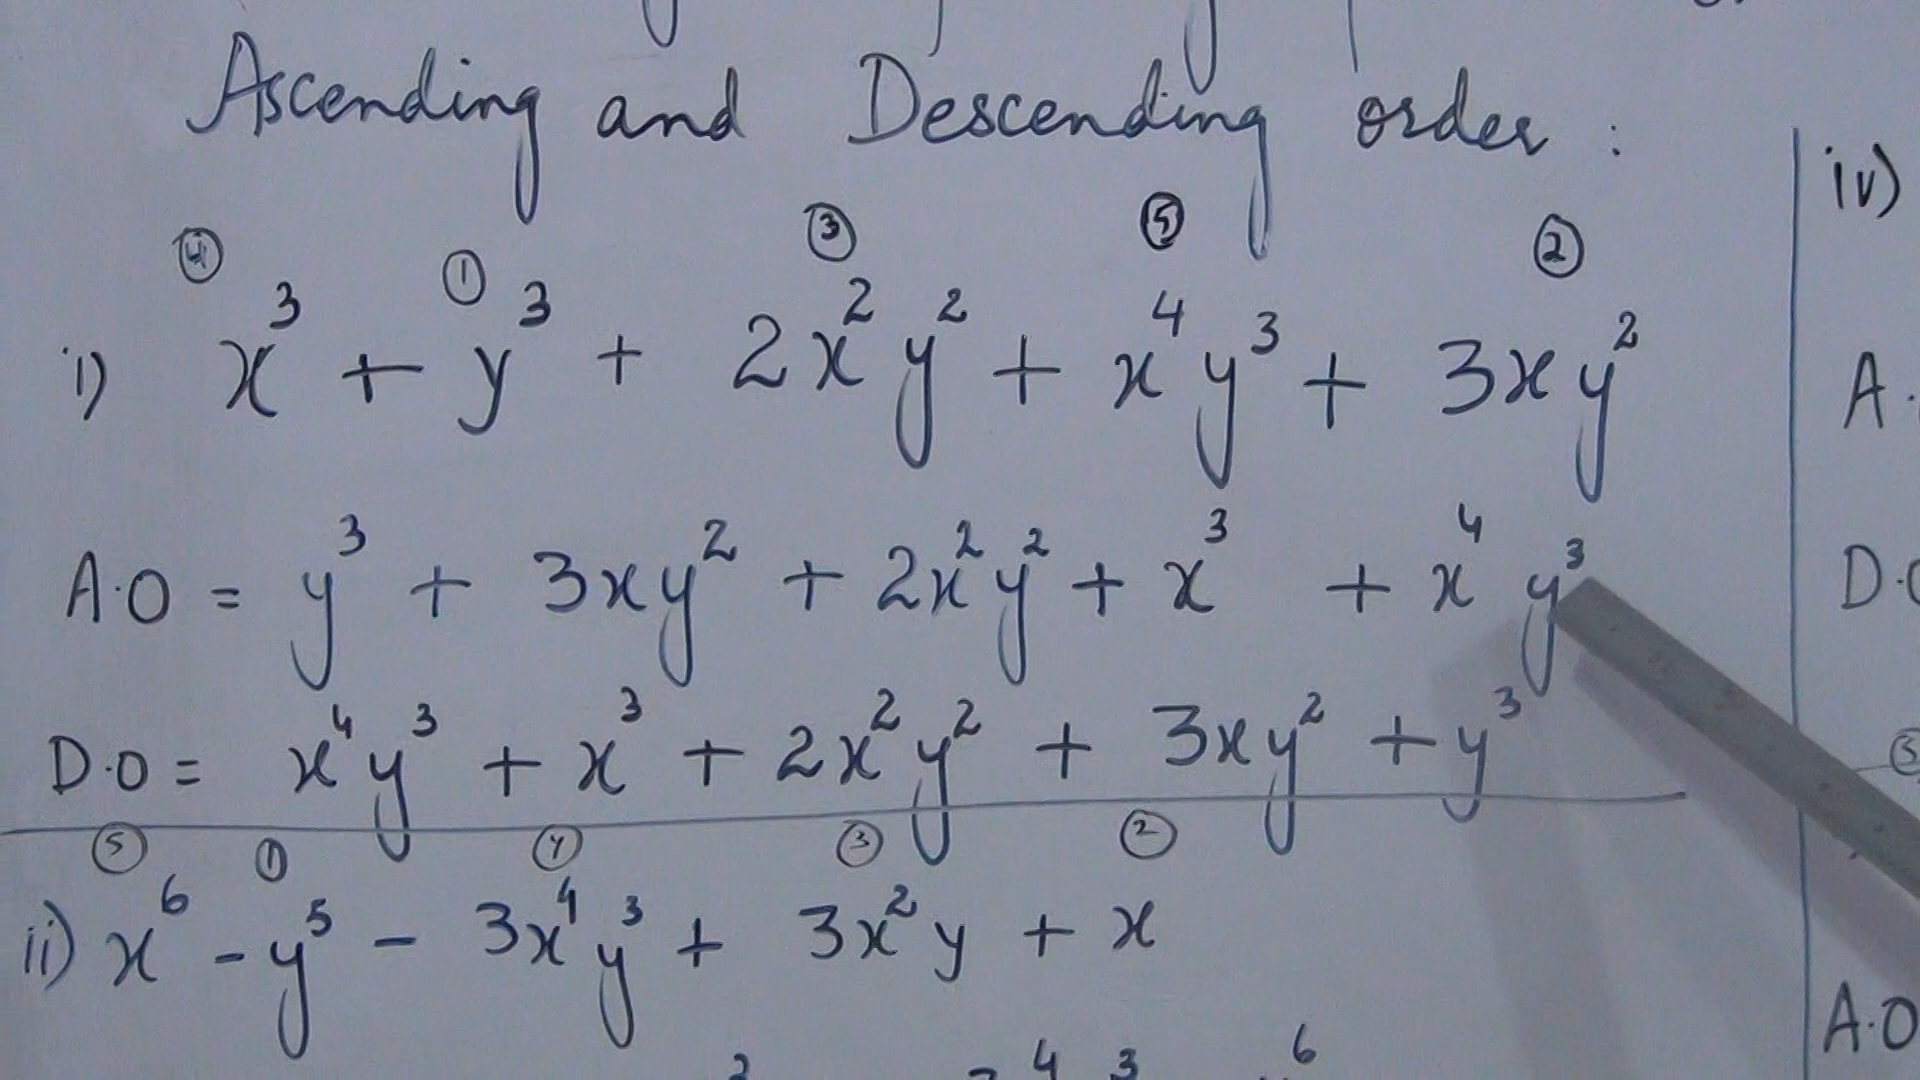 Ascending and Descending order :
④ ① ③ ⑤ ②
i) x³ + y³ + 2x²y² + x⁴y³ + 3xy²
A.O = y³ + 3xy² + 2x²y² + x³ + x⁴y³
D.O = x⁴y³ + x³ + 2x²y² + 3xy² + y³
⑤ ① ④ ③ ②
ii) x⁶ - y⁵ - 3x⁴y³ + 3x²y + x
iv)
A.
D.O
A.O